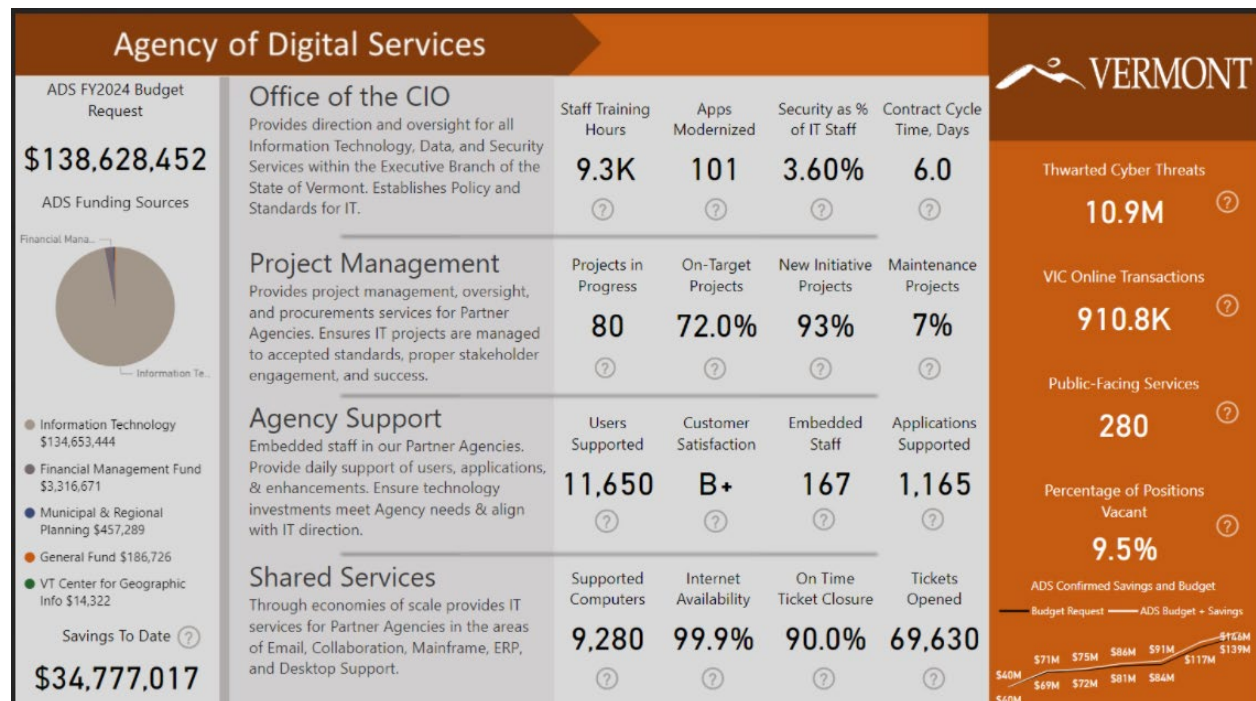 Agency of Digital Services
VERMONT
ADS FY2024 Budget
Request
$138,628,452
ADS Funding Sources
Financial Mana...
Information Te...
Information Technology
$134,653,444
Financial Management Fund
$3,316,671
Municipal & Regional
Planning $457,289
General Fund $186,726
VT Center for Geographic
Info $14,322
Savings To Date ?
$34,777,017
Office of the CIO
Provides direction and oversight for all
Information Technology, Data, and Security
Services within the Executive Branch of the
State of Vermont. Establishes Policy and
Standards for IT.
Staff Training
Hours
9.3K
?
Apps
Modernized
101
?
Security as %
of IT Staff
3.60%
?
Contract Cycle
Time, Days
6.0
?
Project Management
Provides project management, oversight,
and procurements services for Partner
Agencies. Ensures IT projects are managed
to accepted standards, proper stakeholder
engagement, and success.
Projects in
Progress
80
?
On-Target
Projects
72.0%
?
New Initiative
Projects
93%
?
Maintenance
Projects
7%
?
Agency Support
Embedded staff in our Partner Agencies.
Provide daily support of users, applications,
& enhancements. Ensure technology
investments meet Agency needs & align
with IT direction.
Users
Supported
11,650
?
Customer
Satisfaction
B+
?
Embedded
Staff
167
?
Applications
Supported
1,165
?
Shared Services
Through economies of scale provides IT
services for Partner Agencies in the areas
of Email, Collaboration, Mainframe, ERP,
and Desktop Support.
Supported
Computers
9,280
?
Internet
Availability
99.9%
?
On Time
Ticket Closure
90.0%
?
Tickets
Opened
69,630
?
Thwarted Cyber Threats
10.9M
?
VIC Online Transactions
910.8K
?
Public-Facing Services
280
?
Percentage of Positions
Vacant
9.5%
?
ADS Confirmed Savings and Budget
Budget Request ADS Budget + Savings
$40M $71M $75M $86M $91M $146M
$69M $72M $81M $84M $117M $139M